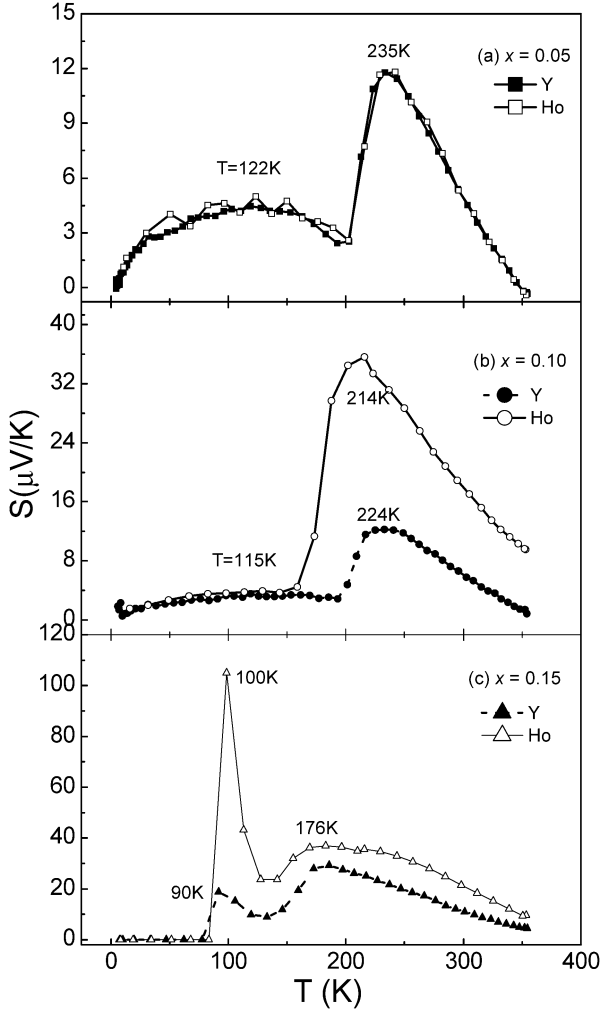 15
12
9
6
3
0
235K
T=122K
(a) x = 0.05
Y
Ho
40
32
24
16
8
0
214K
224K
T=115K
(b) x = 0.10
Y
Ho
S(μV/K)
120
100
80
60
40
20
0
100K
176K
90K
(c) x = 0.15
Y
Ho
0 100 200 300 400
T (K)